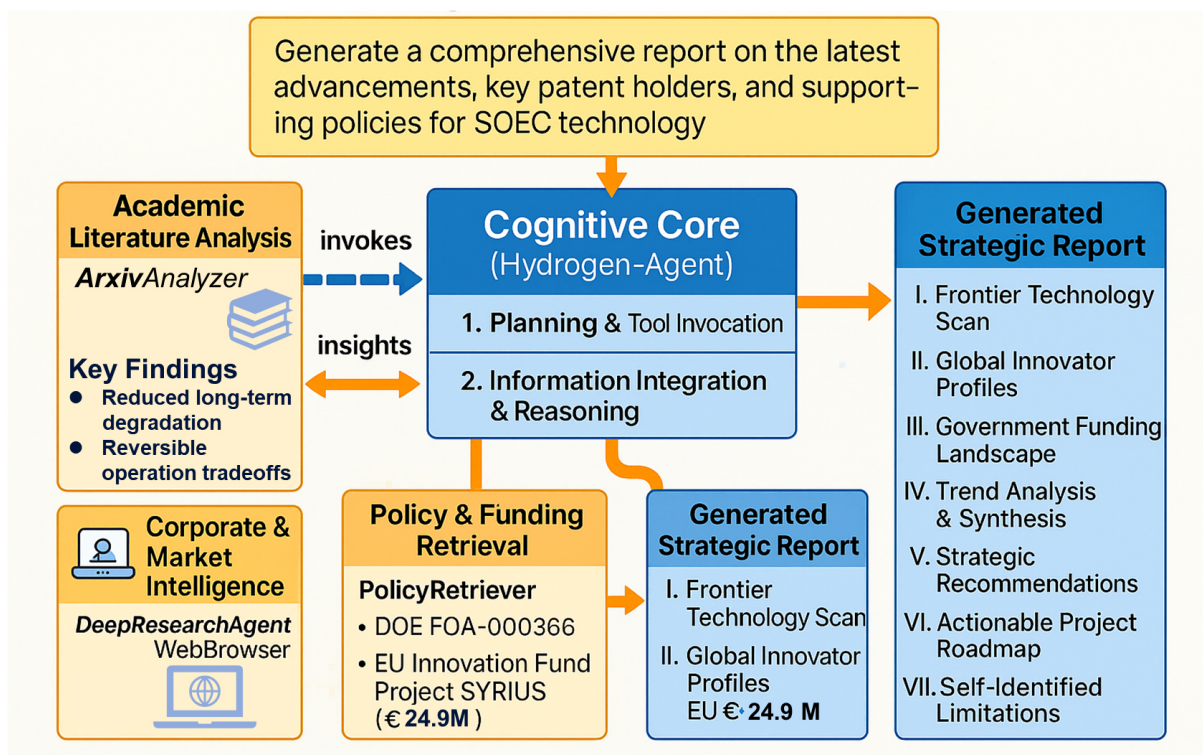 Generate a comprehensive report on the latest
advancements, key patent holders, and support-
ing policies for SOEC technology
Academic
Literature Analysis
ArxivAnalyzer
Key Findings
● Reduced long-term
degradation
● Reversible
operation tradeoffs
invokes
insights
Cognitive Core
(Hydrogen-Agent)
1. Planning & Tool Invocation
2. Information Integration
& Reasoning
Generated
Strategic Report
I. Frontier Technology
Scan
II. Global Innovator
Profiles
III. Government Funding
Landscape
IV. Trend Analysis
& Synthesis
V. Strategic
Recommendations
VI. Actionable Project
Roadmap
VII. Self-Identified
Limitations
Corporate &
Market
Intelligence
DeepResearchAgent
WebBrowser
Policy & Funding
Retrieval
PolicyRetriever
• DOE FOA-000366
• EU Innovation Fund
Project SYRIUS
(€ 24.9M )
Generated
Strategic Report
I. Frontier
Technology Scan
II. Global Innovator
Profiles
EU € 24.9 M